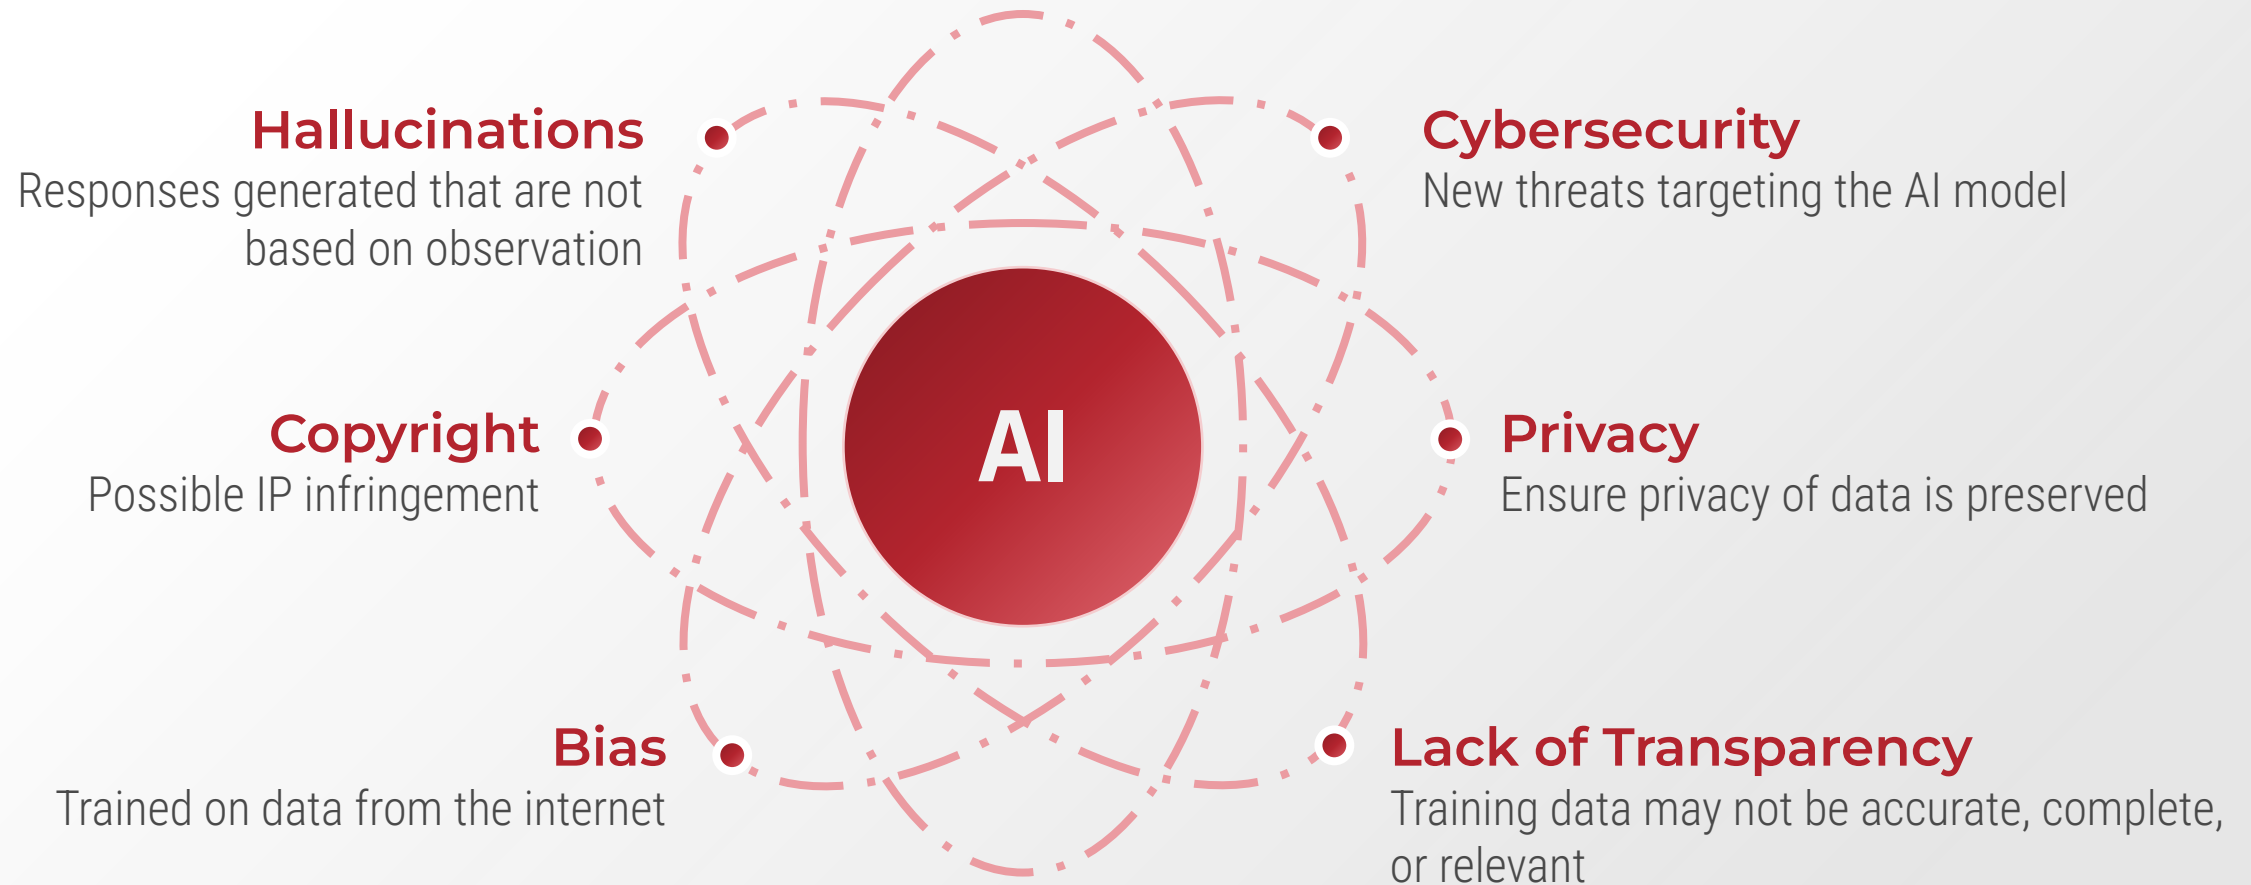 Hallucinations
Responses generated that are not
based on observation
Cybersecurity
New threats targeting the AI model
AI
Copyright
Possible IP infringement
Privacy
Ensure privacy of data is preserved
Bias
Trained on data from the internet
Lack of Transparency
Training data may not be accurate, complete,
or relevant